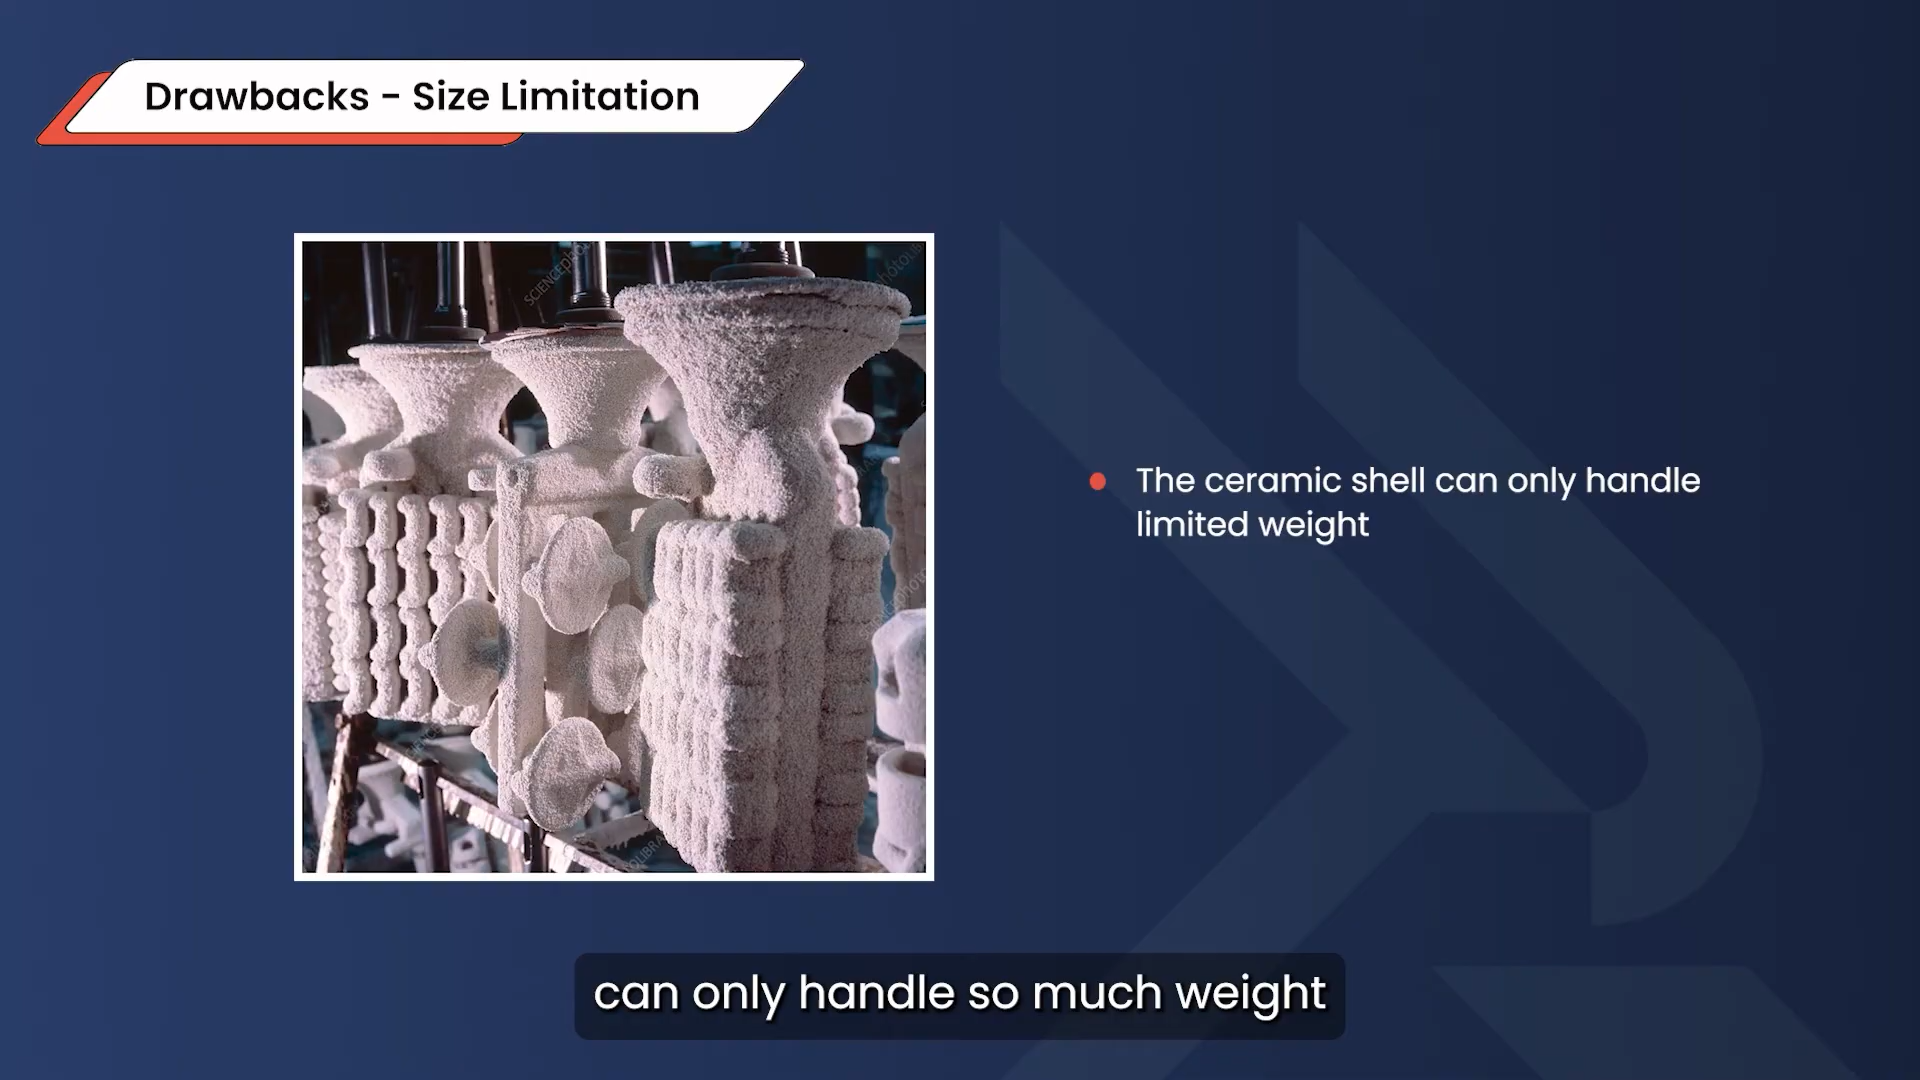 Drawbacks - Size Limitation
The ceramic shell can only handle
limited weight
can only handle so much weight